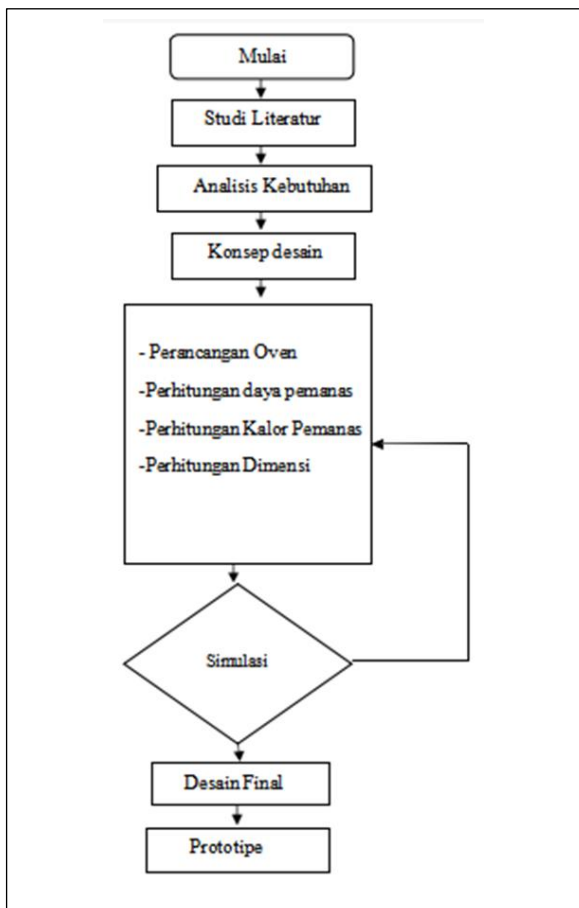 Mulai
Studi Literatur
Analisis Kebutuhan
Konsep desain
- Perancangan Oven
-Perhitungan daya pemanas
-Perhitungan Kalor Pemanas
-Perhitungan Dimensi
Simulasi
Desain Final
Prototipe